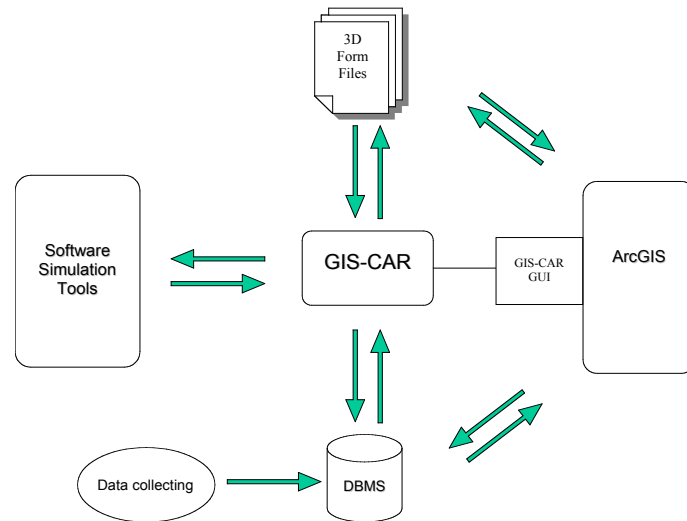 3D
Form
Files
Software
Simulation
Tools
GIS-CAR
GIS-CAR
GUI
ArcGIS
Data collecting
DBMS